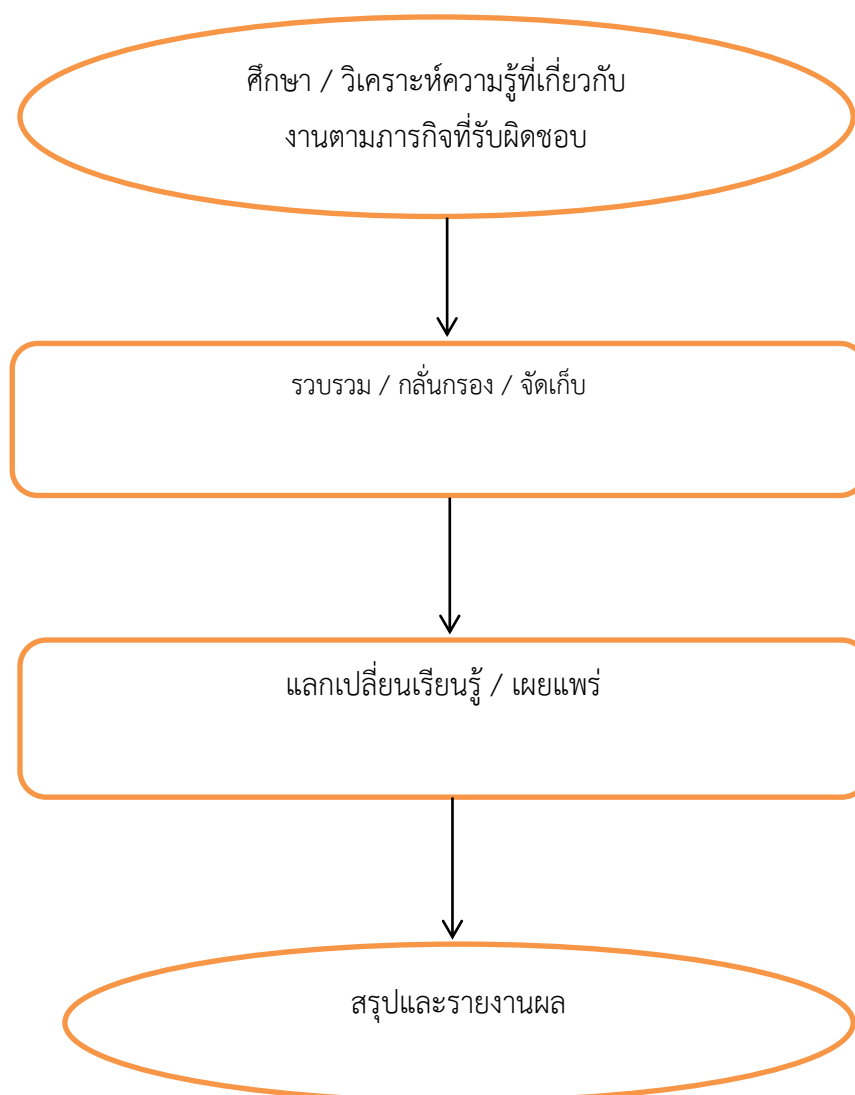 ศึกษา / วิเคราะห์ความรู้ที่เกี่ยวกับ
งานตามภารกิจที่รับผิดชอบ
รวบรวม / กลั่นกรอง / จัดเก็บ
แลกเปลี่ยนเรียนรู้ / เผยแพร่
สรุปและรายงานผล